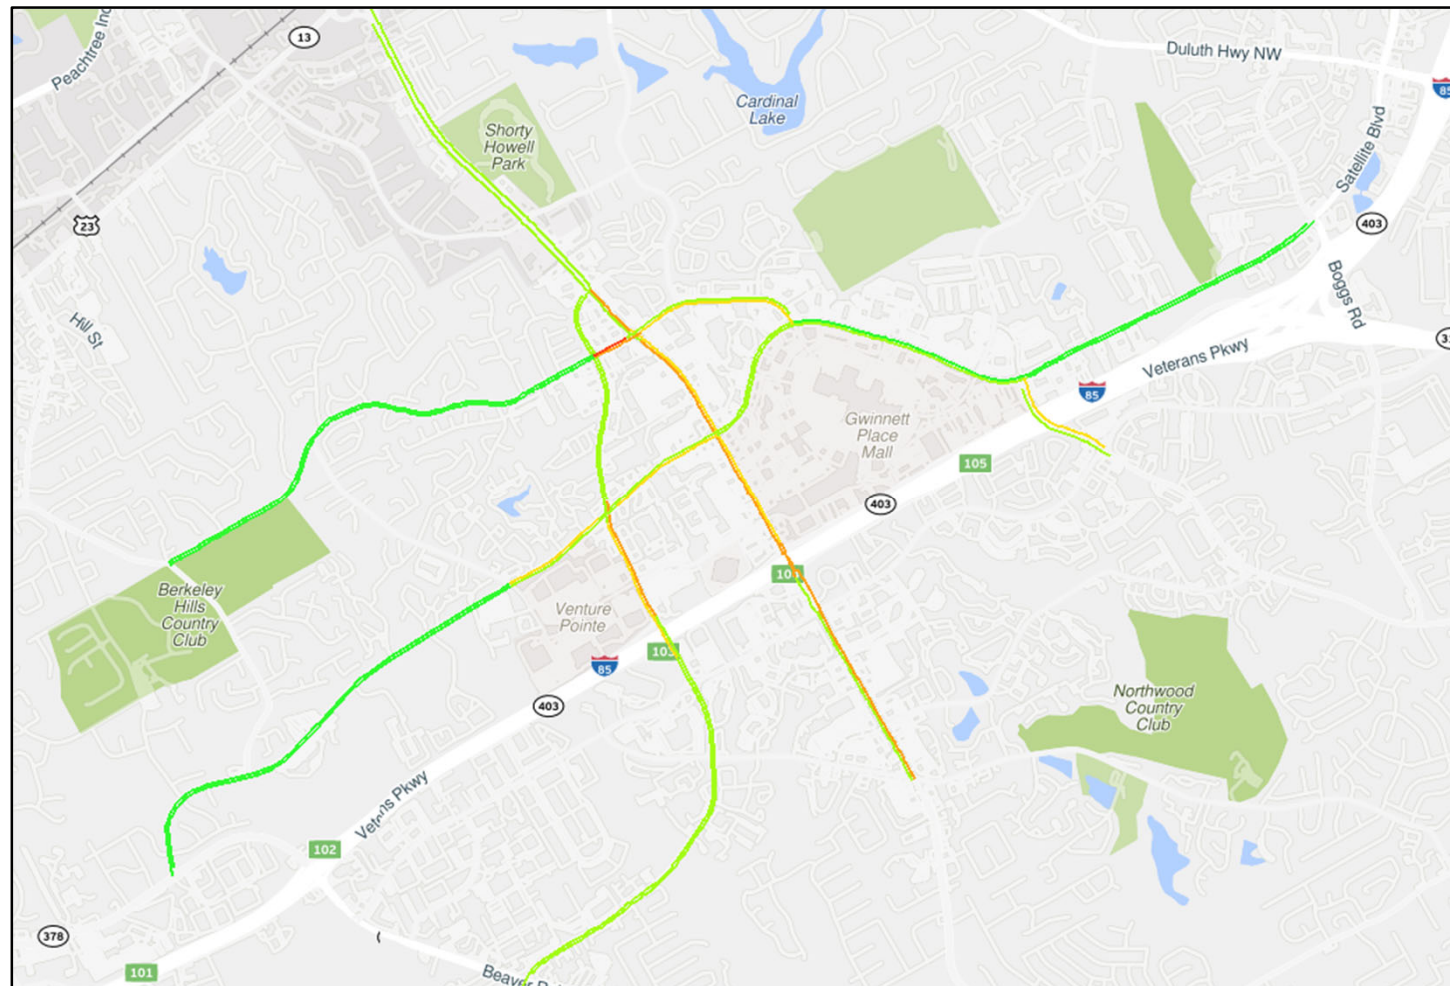 Peachtree Ind
13
Duluth Hwy NW
85
Cardinal
Lake
Shorty
Howell
Park
Satellite Blvd
23
403
Boggs Rd
Hill St
Veterans Pkwy
85
Gwinnett
Place
Mall
105
403
Berkeley
Hills
Country
Club
Venture
Pointe
103
85
403
Northwood
Country
Club
Pkwy
102
378
101
Beaver